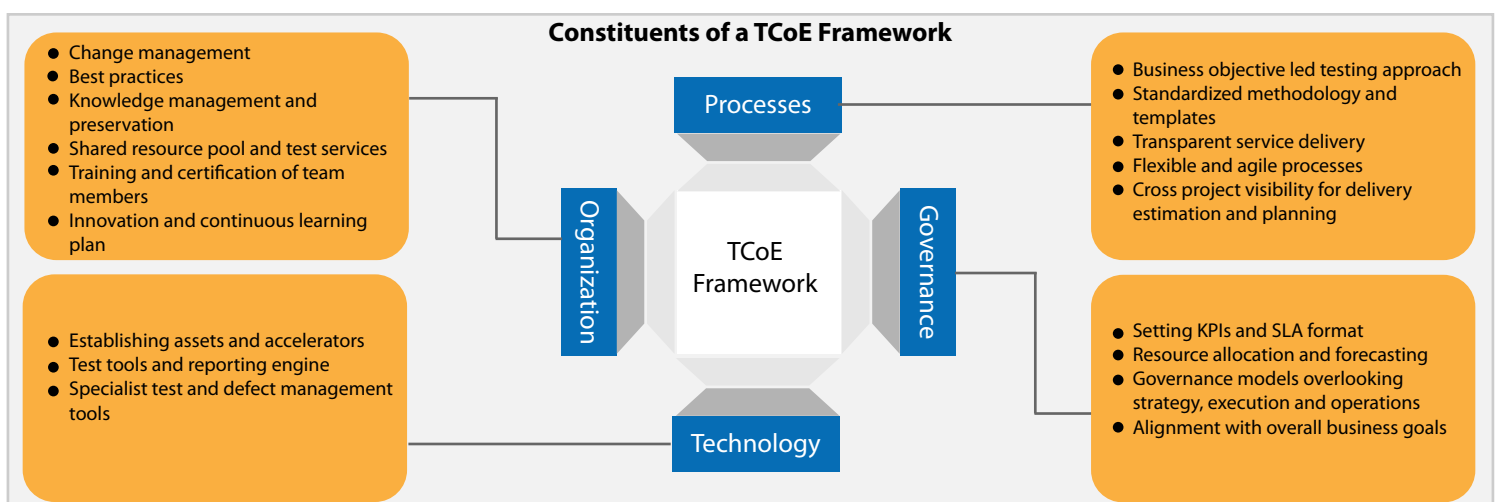 Constituents of a TCoE Framework
● Change management
● Best practices
● Knowledge management and
preservation
● Shared resource pool and test services
● Training and certification of team
members
● Innovation and continuous learning
plan
Processes
● Business objective led testing approach
● Standardized methodology and
templates
● Transparent service delivery
● Flexible and agile processes
● Cross project visibility for delivery
estimation and planning
Organization
TCoE
Framework
Governance
● Establishing assets and accelerators
● Test tools and reporting engine
● Specialist test and defect management
tools
Technology
● Setting KPIs and SLA format
● Resource allocation and forecasting
● Governance models overlooking
strategy, execution and operations
● Alignment with overall business goals